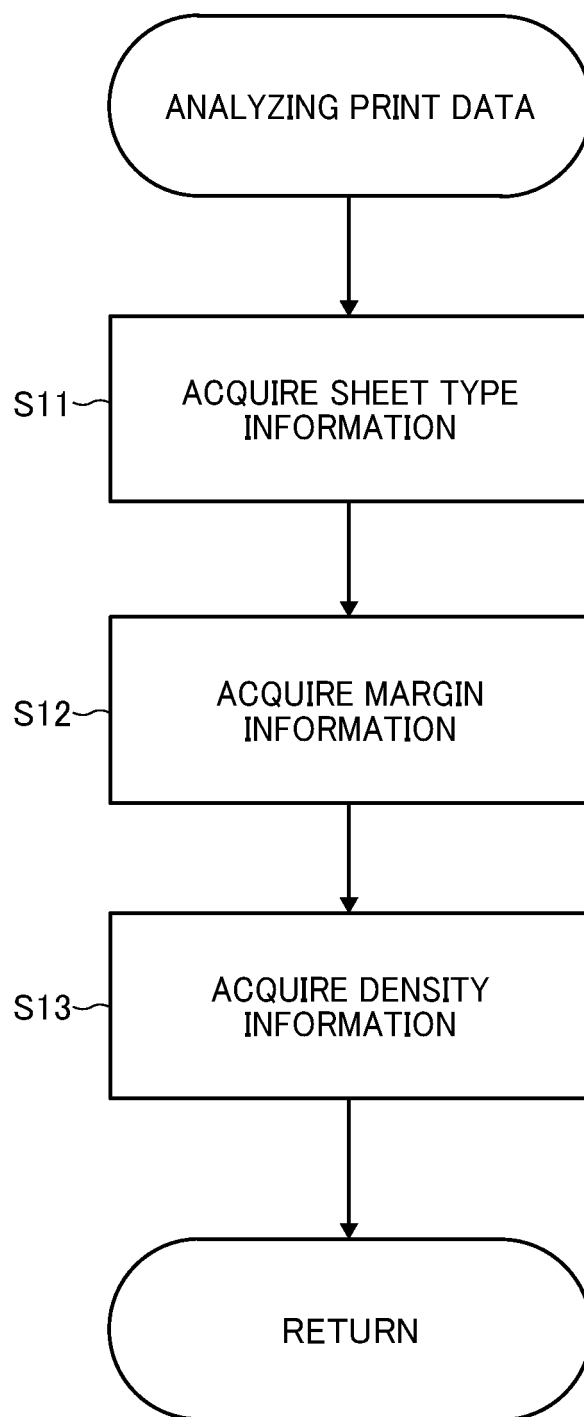 ANALYZING PRINT DATA
S11
ACQUIRE SHEET TYPE
INFORMATION
S12
ACQUIRE MARGIN
INFORMATION
S13
ACQUIRE DENSITY
INFORMATION
RETURN